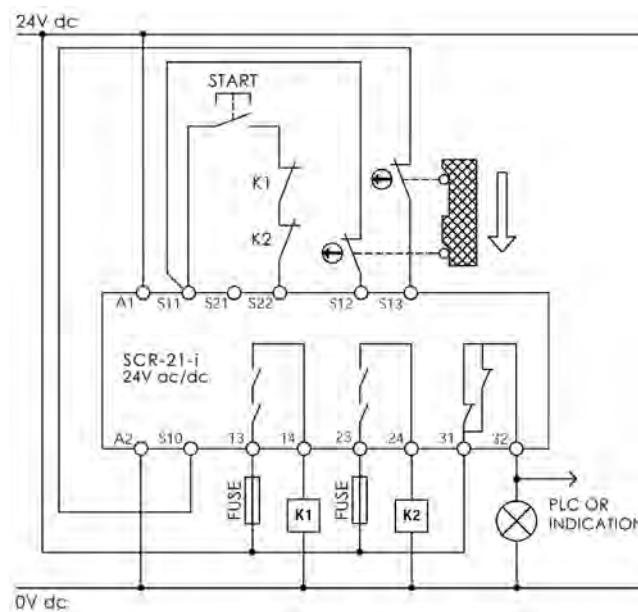 24V dc
START
K1
K2
A1 S11 S21 S22 S12 S13
SCR-21-i
24V ac/dc
A2 S10 13 14 23 24 31 32
FUSE K1 FUSE K2
PLC OR
INDICATION
0V dc